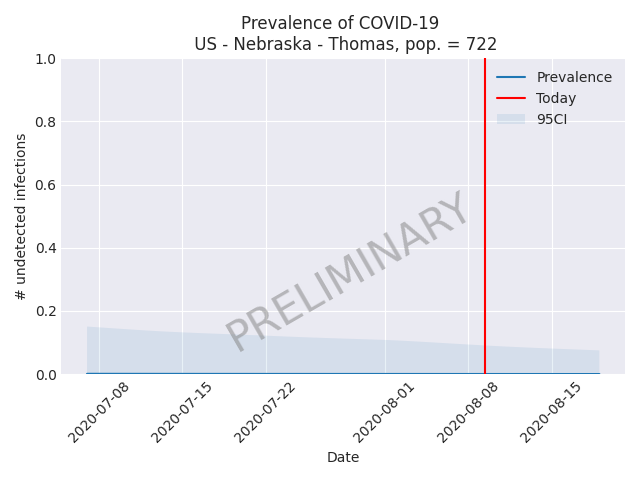 Prevalence of COVID-19
US - Nebraska - Thomas, pop. = 722
1.0
0.8
0.6
0.4
0.2
0.0
# undetected infections
Prevalence
Today
95CI
PRELIMINARY
2020-07-08
2020-07-15
2020-07-22
2020-08-01
2020-08-08
2020-08-15
Date